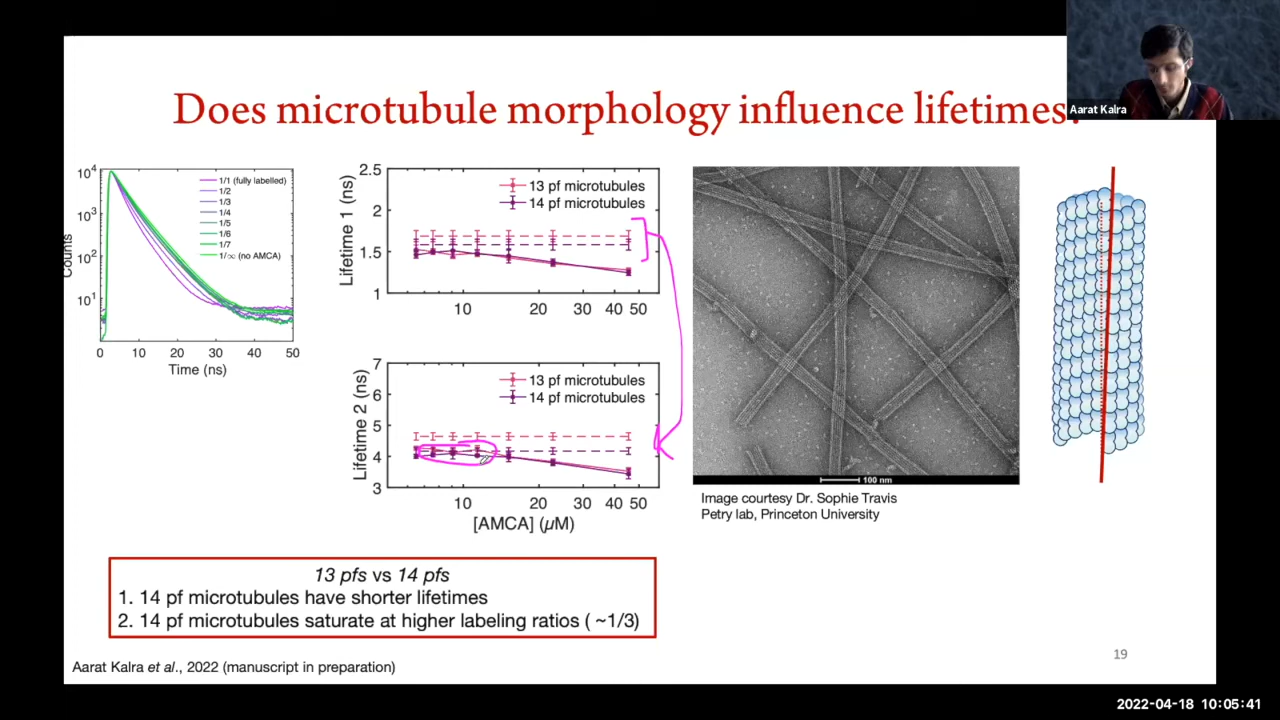 Does microtubule morphology influence lifetimes?
Aarat Kalra
10⁴
10³
10²
10¹
Counts
1/1 (fully labelled)
1/2
1/3
1/4
1/5
1/6
1/7
1/∞ (no AMCA)
0 10 20 30 40 50
Time (ns)
2.5
2
1.5
1
Lifetime 1 (ns)
13 pf microtubules
14 pf microtubules
10 20 30 40 50
7
6
5
4
3
Lifetime 2 (ns)
13 pf microtubules
14 pf microtubules
10 20 30 40 50
[AMCA] (µM)
100 nm
Image courtesy Dr. Sophie Travis
Petry lab, Princeton University
13 pfs vs 14 pfs
1. 14 pf microtubules have shorter lifetimes
2. 14 pf microtubules saturate at higher labeling ratios ( ~1/3)
Aarat Kalra et al., 2022 (manuscript in preparation)
19
2022-04-18 10:05:41